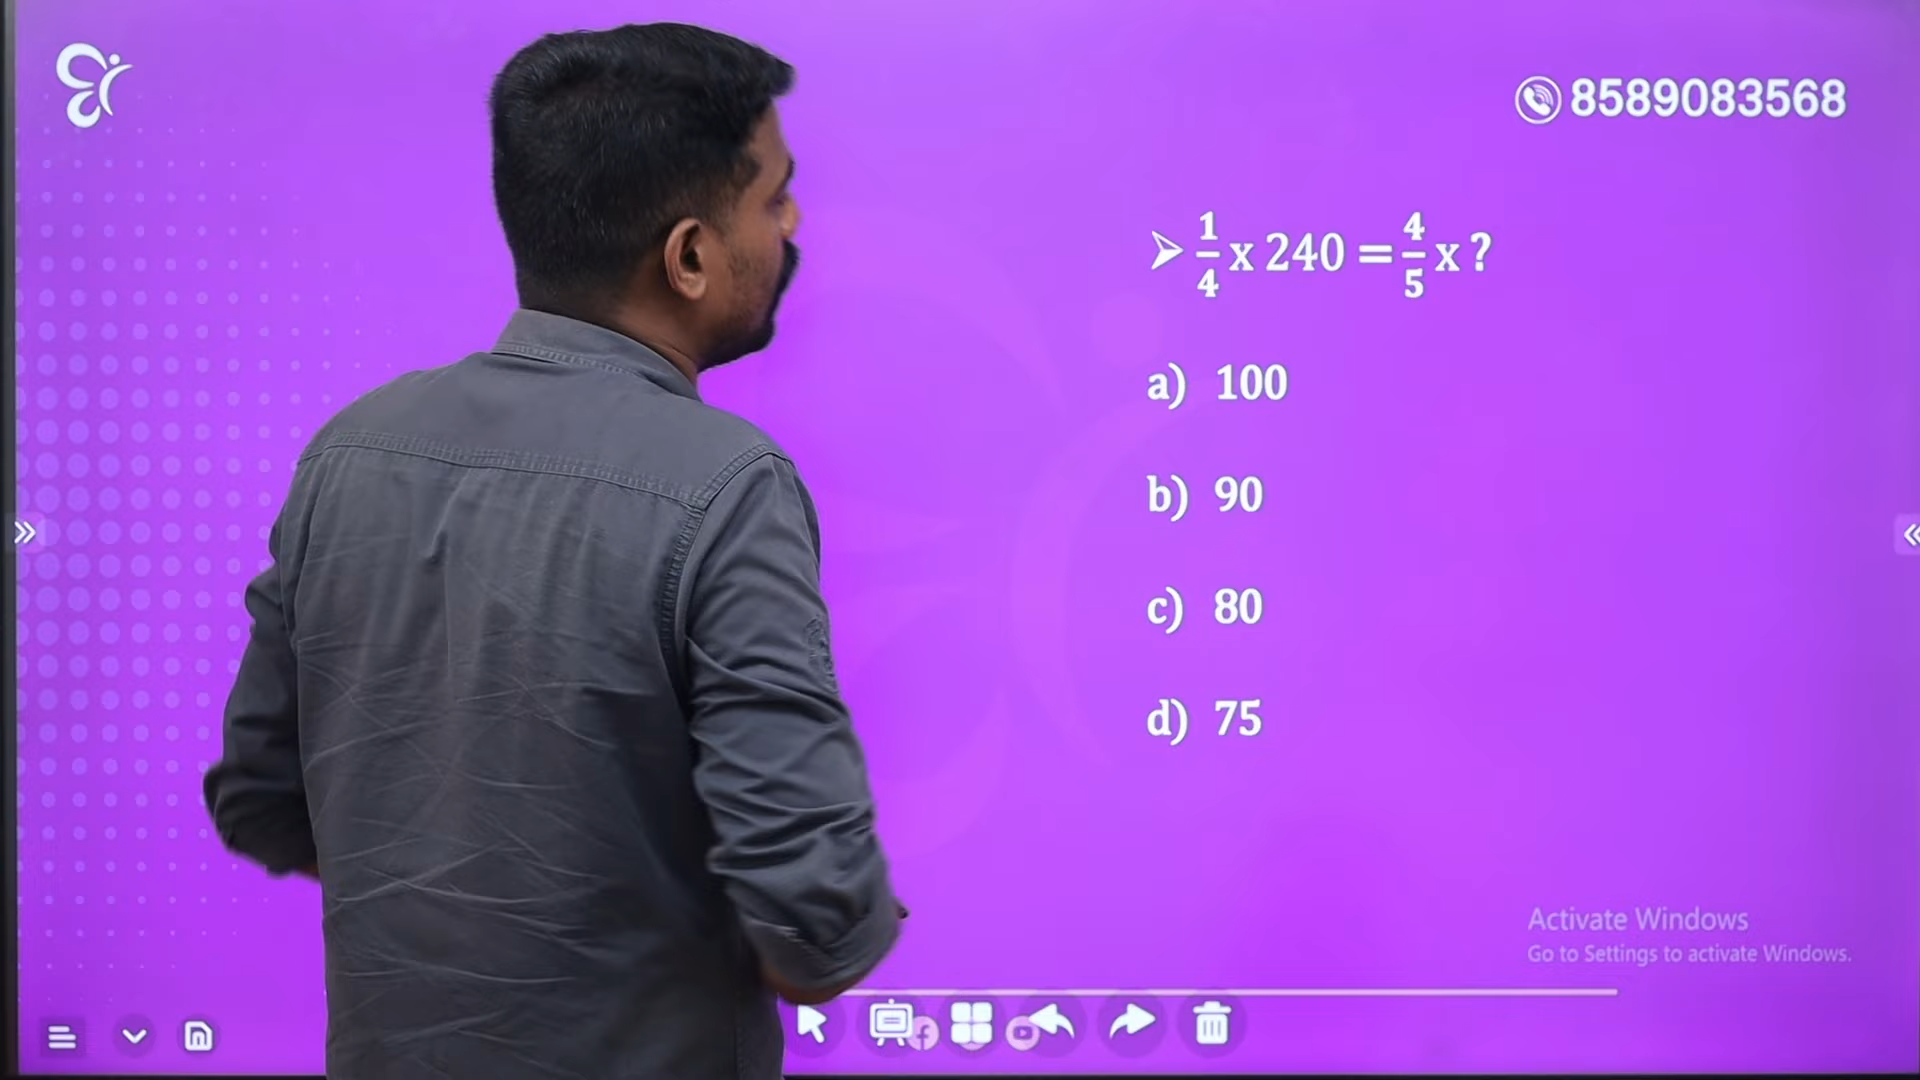 8589083568
➢ 1/4 x 240 = 4/5 x ?
a) 100
b) 90
c) 80
d) 75
Activate Windows
Go to Settings to activate Windows.